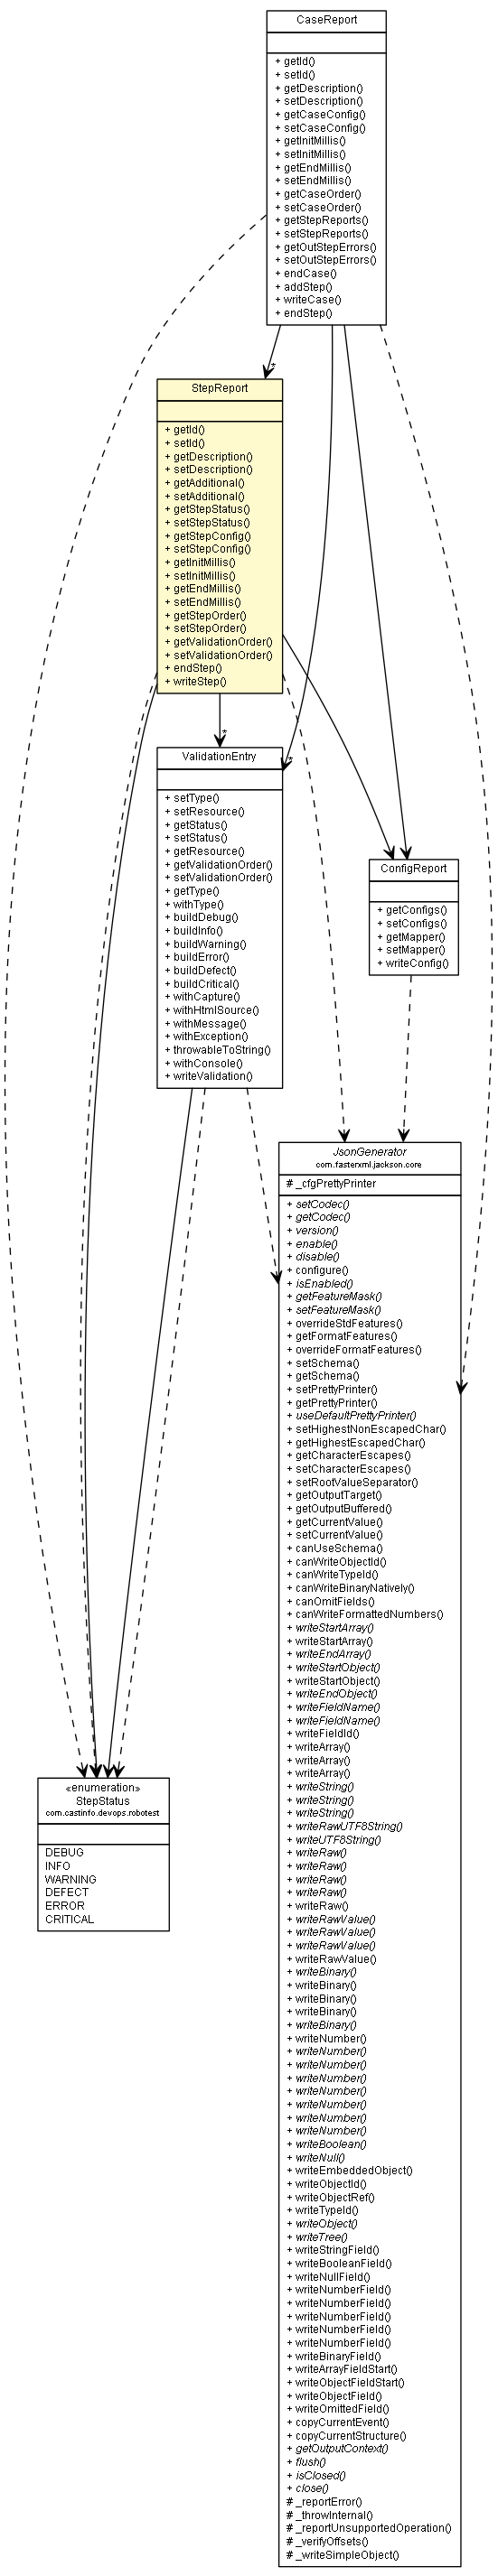 CaseReport
+ getId()
+ setId()
+ getDescription()
+ setDescription()
+ getCaseConfig()
+ setCaseConfig()
+ getInitMillis()
+ setInitMillis()
+ getEndMillis()
+ setEndMillis()
+ getCaseOrder()
+ setCaseOrder()
+ getStepReports()
+ setStepReports()
+ getOutStepErrors()
+ setOutStepErrors()
+ endCase()
+ addStep()
+ writeCase()
+ endStep()
*
StepReport
+ getId()
+ setId()
+ getDescription()
+ setDescription()
+ getAdditional()
+ setAdditional()
+ getStepStatus()
+ setStepStatus()
+ getStepConfig()
+ setStepConfig()
+ getInitMillis()
+ setInitMillis()
+ getEndMillis()
+ setEndMillis()
+ getStepOrder()
+ setStepOrder()
+ getValidationOrder()
+ setValidationOrder()
+ endStep()
+ writeStep()
*
*
ValidationEntry
+ setType()
+ setResource()
+ getStatus()
+ setStatus()
+ getResource()
+ getValidationOrder()
+ setValidationOrder()
+ getType()
+ withType()
+ buildDebug()
+ buildInfo()
+ buildWarning()
+ buildError()
+ buildDefect()
+ buildCritical()
+ withCapture()
+ withHtmlSource()
+ withMessage()
+ withException()
+ throwableToString()
+ withConsole()
+ writeValidation()
ConfigReport
+ getConfigs()
+ setConfigs()
+ getMapper()
+ setMapper()
+ writeConfig()
JsonGenerator
com.fasterxml.jackson.core
# _cfgPrettyPrinter
+ setCodec()
+ getCodec()
+ version()
+ enable()
+ disable()
+ configure()
+ isEnabled()
+ getFeatureMask()
+ setFeatureMask()
+ overrideStdFeatures()
+ getFormatFeatures()
+ overrideFormatFeatures()
+ setSchema()
+ getSchema()
+ setPrettyPrinter()
+ getPrettyPrinter()
+ useDefaultPrettyPrinter()
+ setHighestNonEscapedChar()
+ getHighestEscapedChar()
+ getCharacterEscapes()
+ setCharacterEscapes()
+ setRootValueSeparator()
+ getOutputTarget()
+ getOutputBuffered()
+ getCurrentValue()
+ setCurrentValue()
+ canUseSchema()
+ canWriteObjectId()
+ canWriteTypeId()
+ canWriteBinaryNatively()
+ canOmitFields()
+ canWriteFormattedNumbers()
+ writeStartArray()
+ writeStartArray()
+ writeEndArray()
+ writeStartObject()
+ writeStartObject()
+ writeEndObject()
+ writeFieldName()
+ writeFieldName()
+ writeFieldId()
+ writeArray()
+ writeArray()
+ writeArray()
+ writeString()
+ writeString()
+ writeString()
+ writeRawUTF8String()
+ writeUTF8String()
+ writeRaw()
+ writeRaw()
+ writeRaw()
+ writeRaw()
+ writeRaw()
+ writeRawValue()
+ writeRawValue()
+ writeRawValue()
+ writeRawValue()
+ writeBinary()
+ writeBinary()
+ writeBinary()
+ writeBinary()
+ writeBinary()
+ writeNumber()
+ writeNumber()
+ writeNumber()
+ writeNumber()
+ writeNumber()
+ writeNumber()
+ writeNumber()
+ writeNumber()
+ writeBoolean()
+ writeNull()
+ writeEmbeddedObject()
+ writeObjectId()
+ writeObjectRef()
+ writeTypeId()
+ writeObject()
+ writeTree()
+ writeStringField()
+ writeBooleanField()
+ writeNullField()
+ writeNumberField()
+ writeNumberField()
+ writeNumberField()
+ writeNumberField()
+ writeNumberField()
+ writeBinaryField()
+ writeArrayFieldStart()
+ writeObjectFieldStart()
+ writeObjectField()
+ writeOmittedField()
+ copyCurrentEvent()
+ copyCurrentStructure()
+ getOutputContext()
+ flush()
+ isClosed()
+ close()
# _reportError()
# _throwInternal()
# _reportUnsupportedOperation()
# _verifyOffsets()
# _writeSimpleObject()
«enumeration»
StepStatus
com.castinfo.devops.robotest
DEBUG
INFO
WARNING
DEFECT
ERROR
CRITICAL